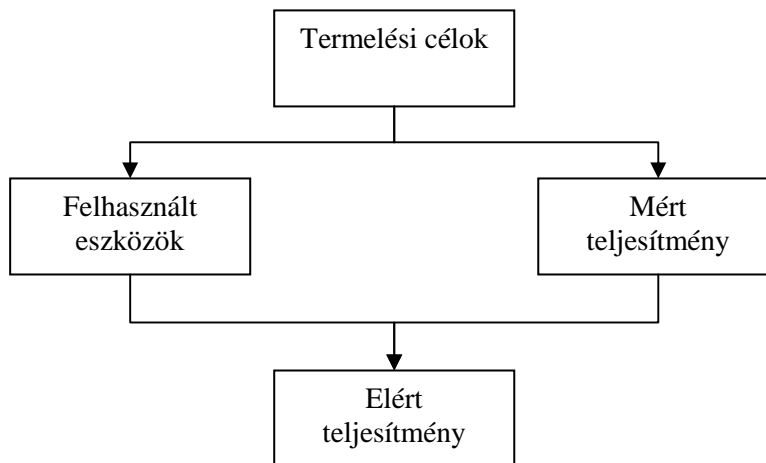 Termelési célok
Felhasznált
eszközök
Mért
teljesítmény
Elért
teljesítmény